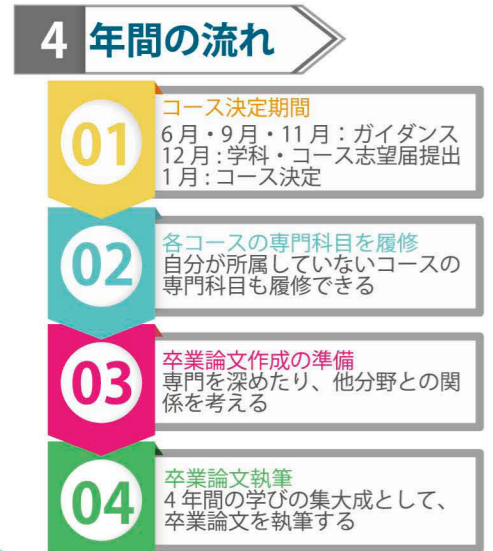 4 年間の流れ
01
コース決定期間
6月・9月・11月：ガイダンス
12月：学科・コース志望届提出
1月：コース決定
02
各コースの専門科目を履修
自分が所属していないコースの
専門科目も履修できる
03
卒業論文作成の準備
専門を深めたり、他分野との関
係を考える
04
卒業論文執筆
4年間の学びの集大成として、
卒業論文を執筆する